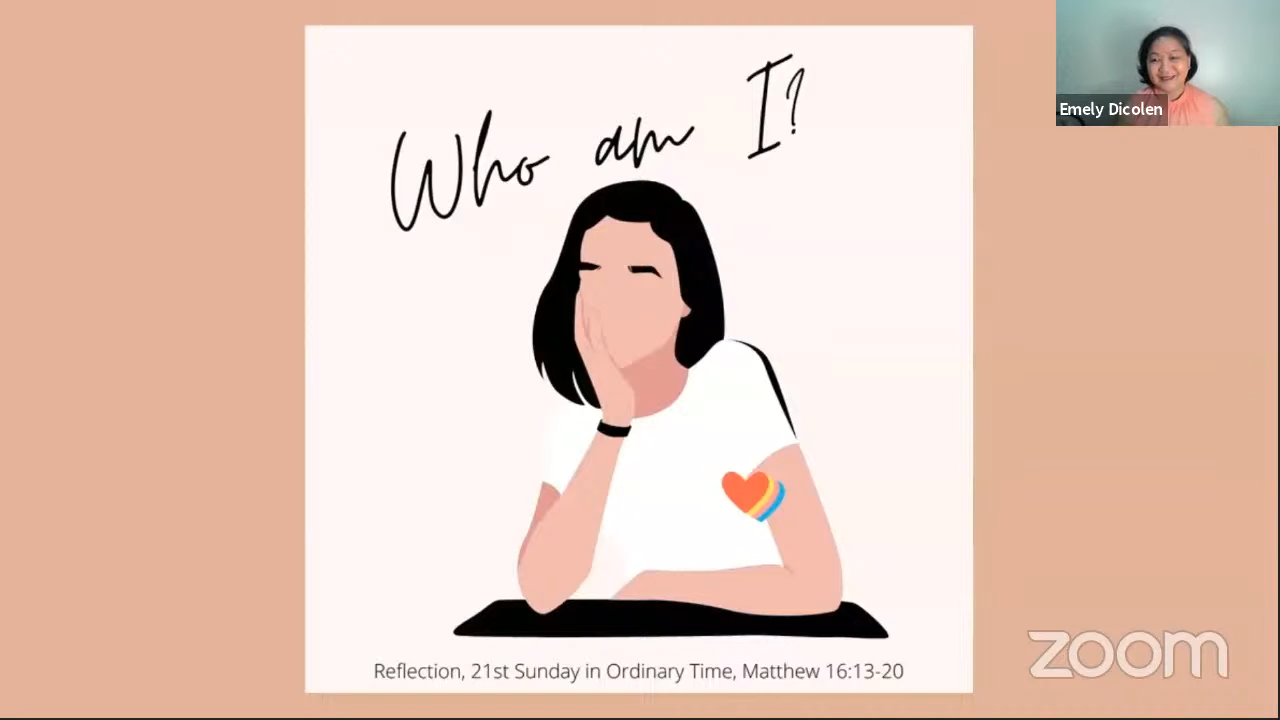 Who am I?
Emely Dicolen
Reflection, 21st Sunday in Ordinary Time, Matthew 16:13-20
zoom